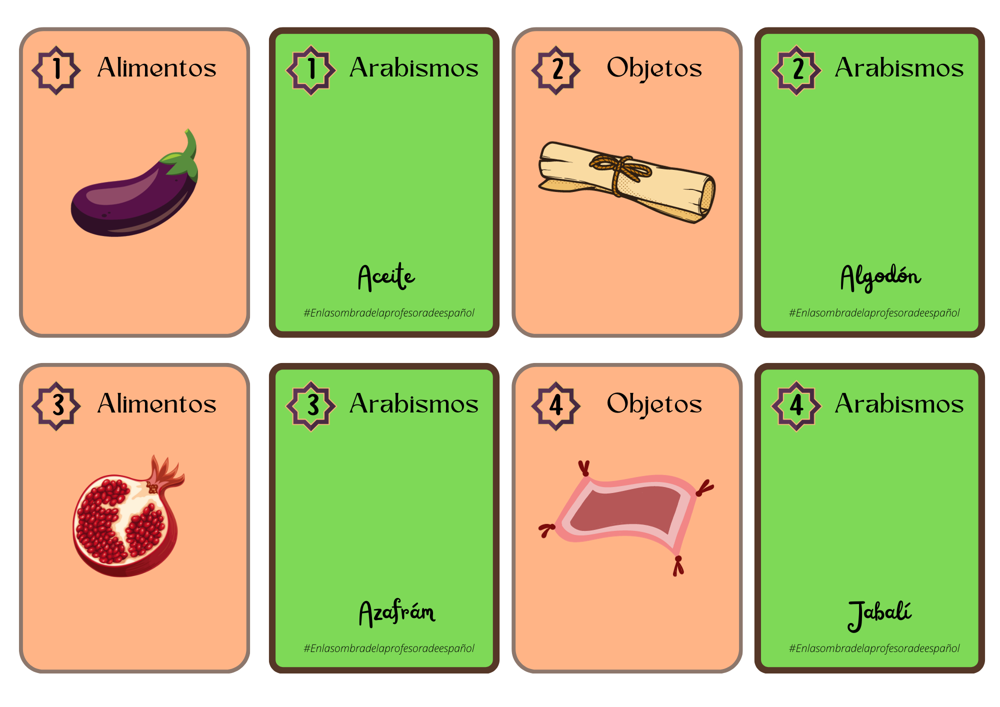 1 Alimentos
1 Arabismos
Aceite
#Enlasombradelaprofesoradeespañol
2 Objetos
2 Arabismos
Algodón
#Enlasombradelaprofesoradeespañol
3 Alimentos
3 Arabismos
Azafrám
#Enlasombradelaprofesoradeespañol
4 Objetos
4 Arabismos
Jabalí
#Enlasombradelaprofesoradeespañol